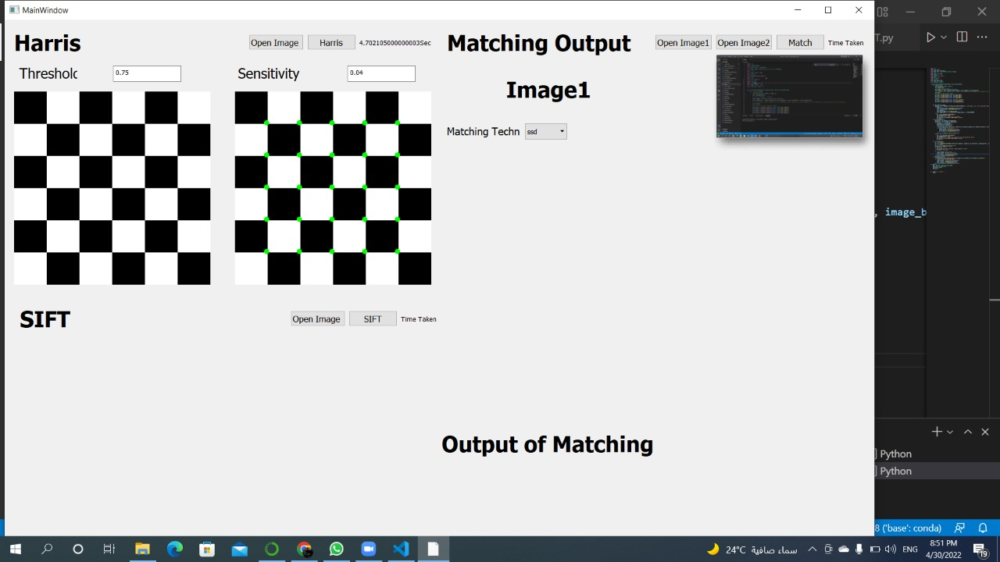 MainWindow
Harris
Open Image
Harris
4.702105000000003Sec
Threshold
0.75
Sensitivity
0.04
SIFT
Open Image
SIFT
Time Taken
Matching Output
Open Image1
Open Image2
Match
Time Taken
Image1
Matching Techn
ssd
Output of Matching
T.py
, image_b
Python
Python
8 ('base': conda)
24°C
سماء صافية
ENG
8:51 PM
4/30/2022
19